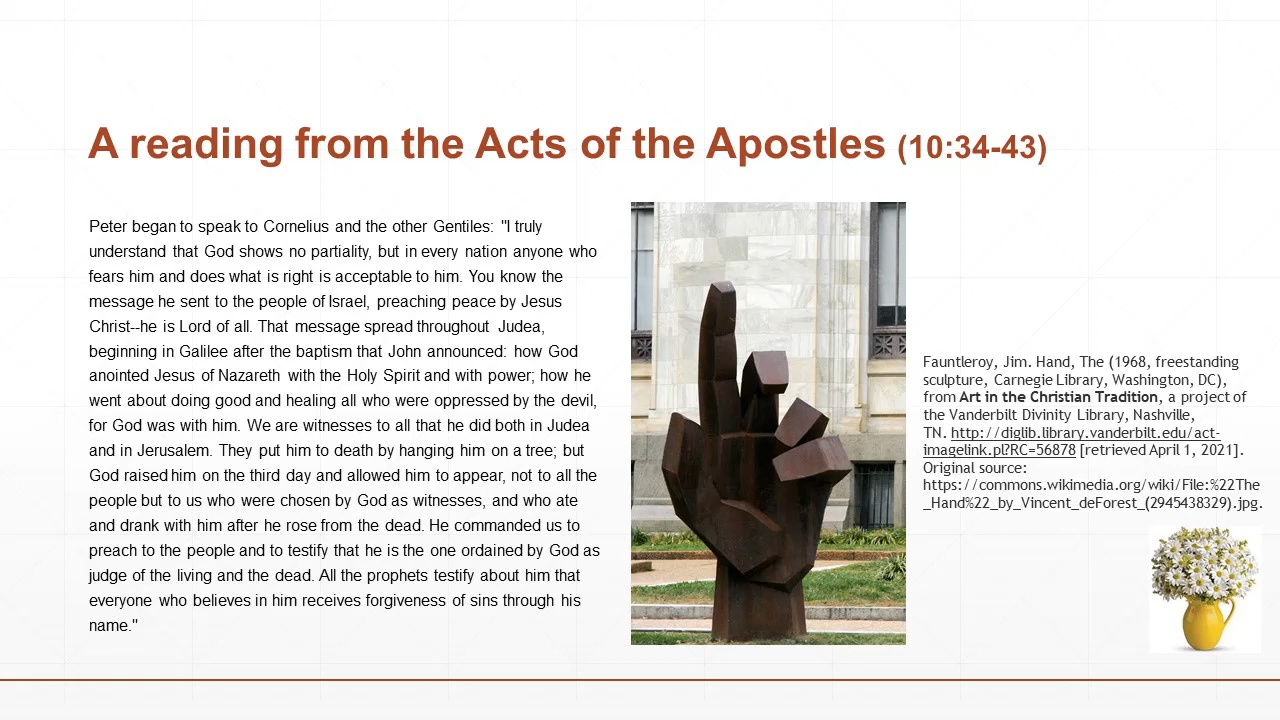 A reading from the Acts of the Apostles (10:34-43)
Peter began to speak to Cornelius and the other Gentiles: "I truly
understand that God shows no partiality, but in every nation anyone who
fears him and does what is right is acceptable to him. You know the
message he sent to the people of Israel, preaching peace by Jesus
Christ--he is Lord of all. That message spread throughout Judea,
beginning in Galilee after the baptism that John announced: how God
anointed Jesus of Nazareth with the Holy Spirit and with power; how he
went about doing good and healing all who were oppressed by the devil,
for God was with him. We are witnesses to all that he did both in Judea
and in Jerusalem. They put him to death by hanging him on a tree; but
God raised him on the third day and allowed him to appear, not to all the
people but to us who were chosen by God as witnesses, and who ate
and drank with him after he rose from the dead. He commanded us to
preach to the people and to testify that he is the one ordained by God as
judge of the living and the dead. All the prophets testify about him that
everyone who believes in him receives forgiveness of sins through his
name."
Fauntleroy, Jim. Hand, The (1968, freestanding
sculpture, Carnegie Library, Washington, DC),
from Art in the Christian Tradition, a project of
the Vanderbilt Divinity Library, Nashville,
TN. http://diglib.library.vanderbilt.edu/act-
imagelink.pl?RC=56878 [retrieved April 1, 2021].
Original source:
https://commons.wikimedia.org/wiki/File:%22The
_Hand%22_by_Vincent_deForest_(2945438329).jpg.